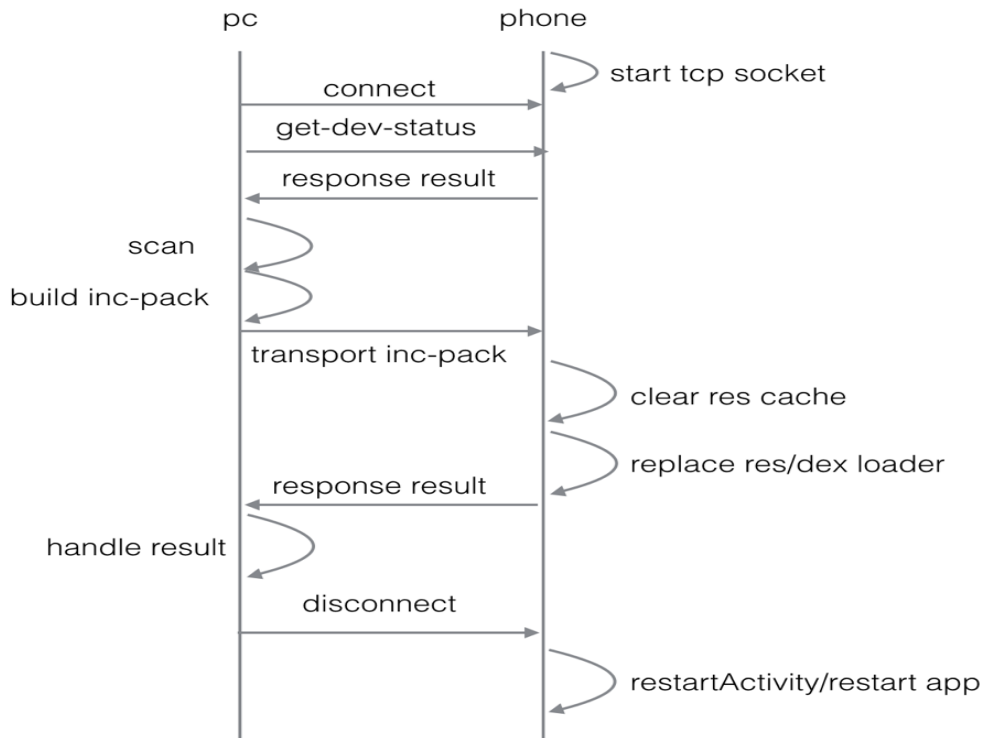 pc
phone
start tcp socket
connect
get-dev-status
response result
scan
build inc-pack
transport inc-pack
clear res cache
replace res/dex loader
response result
handle result
disconnect
restartActivity/restart app